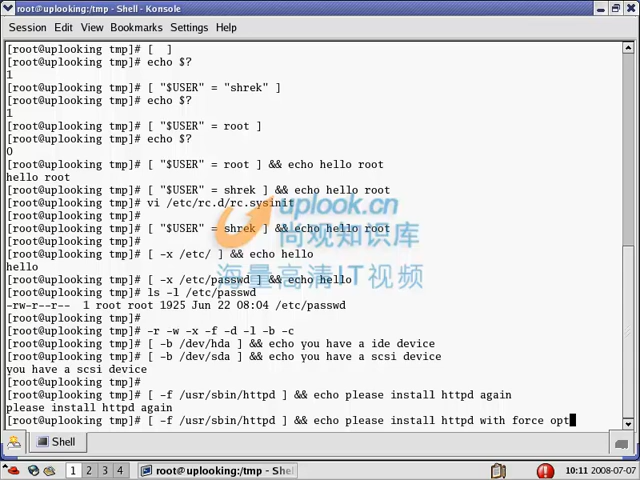 root@uplooking:/tmp - Shell - Konsole
Session Edit View Bookmarks Settings Help
[root@uplooking tmp]# [  ]
[root@uplooking tmp]# echo $?
1
[root@uplooking tmp]# [ "$USER" = "shrek" ]
[root@uplooking tmp]# echo $?
1
[root@uplooking tmp]# [ "$USER" = root ]
[root@uplooking tmp]# echo $?
0
[root@uplooking tmp]# [ "$USER" = root ] && echo hello root
hello root
[root@uplooking tmp]# [ "$USER" = shrek ] && echo hello root
[root@uplooking tmp]# vi /etc/rc.d/rc.sysinit
[root@uplooking tmp]#
[root@uplooking tmp]# [ "$USER" = shrek ] && echo hello root
[root@uplooking tmp]#
[root@uplooking tmp]# [ -x /etc/ ] && echo hello
hello
[root@uplooking tmp]# [ -x /etc/passwd ] && echo hello
[root@uplooking tmp]# ls -l /etc/passwd
-rw-r--r--  1 root root 1925 Jun 22 08:04 /etc/passwd
[root@uplooking tmp]#
[root@uplooking tmp]# -r -w -x -f -d -l -b -c
[root@uplooking tmp]# [ -b /dev/hda ] && echo you have a ide device
[root@uplooking tmp]# [ -b /dev/sda ] && echo you have a scsi device
you have a scsi device
[root@uplooking tmp]#
[root@uplooking tmp]# [ -f /usr/sbin/httpd ] && echo please install httpd again
please install httpd again
[root@uplooking tmp]# [ -f /usr/sbin/httpd ] && echo please install httpd with force opt
uplook.cn
尚观知识库
海量高清IT视频
Shell
1 2 3 4
root@uplooking:/tmp - Shel
10:11 2008-07-07